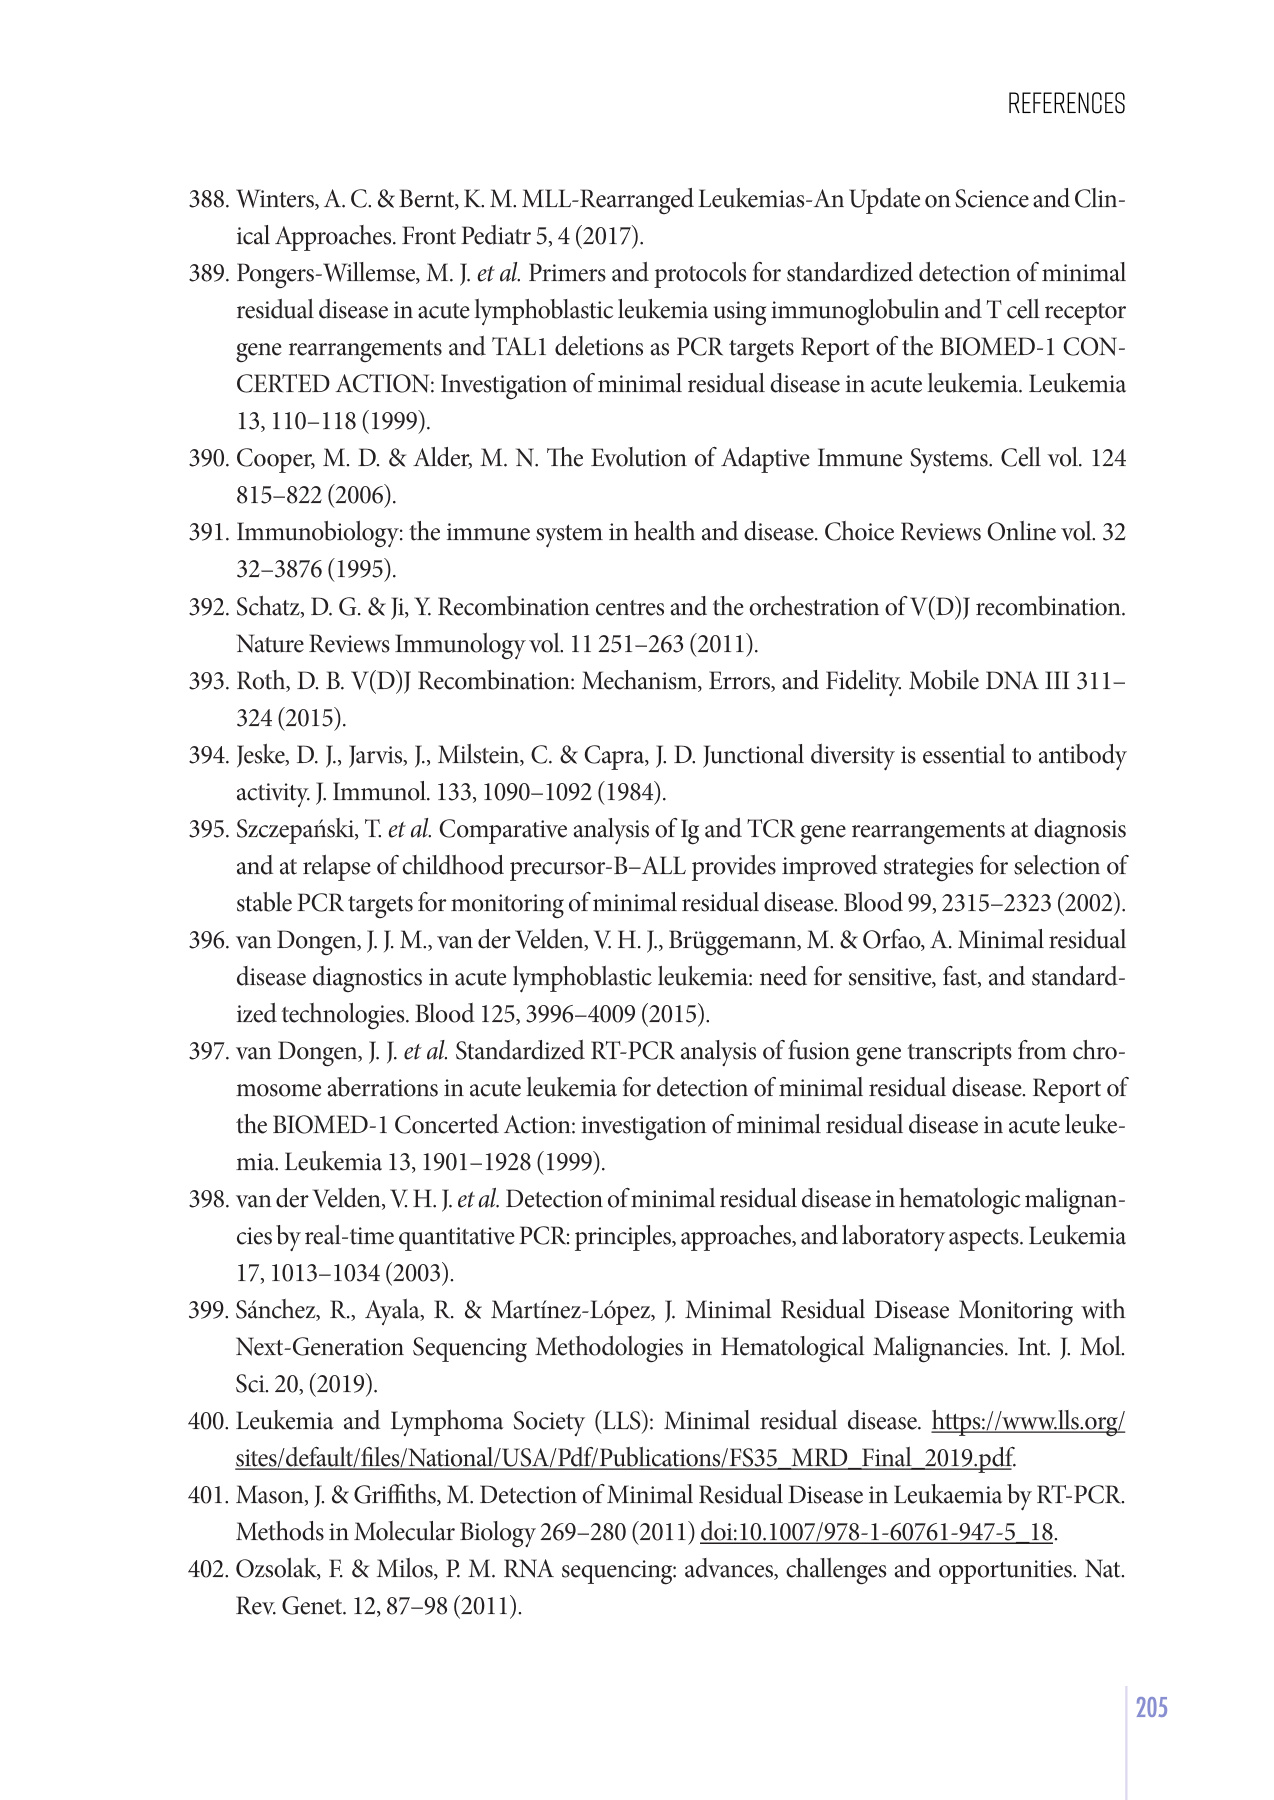 REFERENCES
388. Winters, A. C. & Bernt, K. M. MLL-Rearranged Leukemias-An Update on Science and Clin-
ical Approaches. Front Pediatr 5, 4 (2017).
389. Pongers-Willemse, M. J. et al. Primers and protocols for standardized detection of minimal
residual disease in acute lymphoblastic leukemia using immunoglobulin and T cell receptor
gene rearrangements and TAL1 deletions as PCR targets Report of the BIOMED-1 CON-
CERTED ACTION: Investigation of minimal residual disease in acute leukemia. Leukemia
13, 110–118 (1999).
390. Cooper, M. D. & Alder, M. N. The Evolution of Adaptive Immune Systems. Cell vol. 124
815–822 (2006).
391. Immunobiology: the immune system in health and disease. Choice Reviews Online vol. 32
32–3876 (1995).
392. Schatz, D. G. & Ji, Y. Recombination centres and the orchestration of V(D)J recombination.
Nature Reviews Immunology vol. 11 251–263 (2011).
393. Roth, D. B. V(D)J Recombination: Mechanism, Errors, and Fidelity. Mobile DNA III 311–
324 (2015).
394. Jeske, D. J., Jarvis, J., Milstein, C. & Capra, J. D. Junctional diversity is essential to antibody
activity. J. Immunol. 133, 1090–1092 (1984).
395. Szczepański, T. et al. Comparative analysis of Ig and TCR gene rearrangements at diagnosis
and at relapse of childhood precursor-B–ALL provides improved strategies for selection of
stable PCR targets for monitoring of minimal residual disease. Blood 99, 2315–2323 (2002).
396. van Dongen, J. J. M., van der Velden, V. H. J., Brüggemann, M. & Orfao, A. Minimal residual
disease diagnostics in acute lymphoblastic leukemia: need for sensitive, fast, and standard-
ized technologies. Blood 125, 3996–4009 (2015).
397. van Dongen, J. J. et al. Standardized RT-PCR analysis of fusion gene transcripts from chro-
mosome aberrations in acute leukemia for detection of minimal residual disease. Report of
the BIOMED-1 Concerted Action: investigation of minimal residual disease in acute leuke-
mia. Leukemia 13, 1901–1928 (1999).
398. van der Velden, V. H. J. et al. Detection of minimal residual disease in hematologic malignan-
cies by real-time quantitative PCR: principles, approaches, and laboratory aspects. Leukemia
17, 1013–1034 (2003).
399. Sánchez, R., Ayala, R. & Martínez-López, J. Minimal Residual Disease Monitoring with
Next-Generation Sequencing Methodologies in Hematological Malignancies. Int. J. Mol.
Sci. 20, (2019).
400. Leukemia and Lymphoma Society (LLS): Minimal residual disease. https://www.lls.org/
sites/default/files/National/USA/Pdf/Publications/FS35_MRD_Final_2019.pdf.
401. Mason, J. & Griffiths, M. Detection of Minimal Residual Disease in Leukaemia by RT-PCR.
Methods in Molecular Biology 269–280 (2011) doi:10.1007/978-1-60761-947-5_18.
402. Ozsolak, F. & Milos, P. M. RNA sequencing: advances, challenges and opportunities. Nat.
Rev. Genet. 12, 87–98 (2011).
205